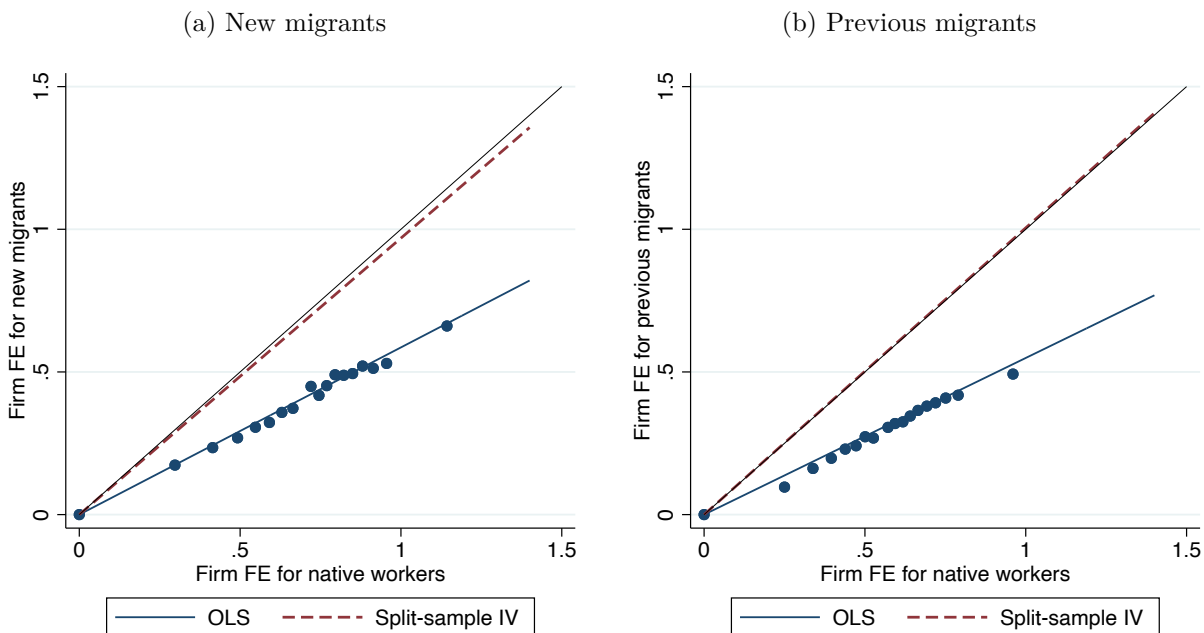 (a) New migrants
Firm FE for new migrants
1.5
1
.5
0
0 .5 1 1.5
Firm FE for native workers
OLS Split-sample IV
(b) Previous migrants
Firm FE for previous migrants
1.5
1
.5
0
0 .5 1 1.5
Firm FE for native workers
OLS Split-sample IV